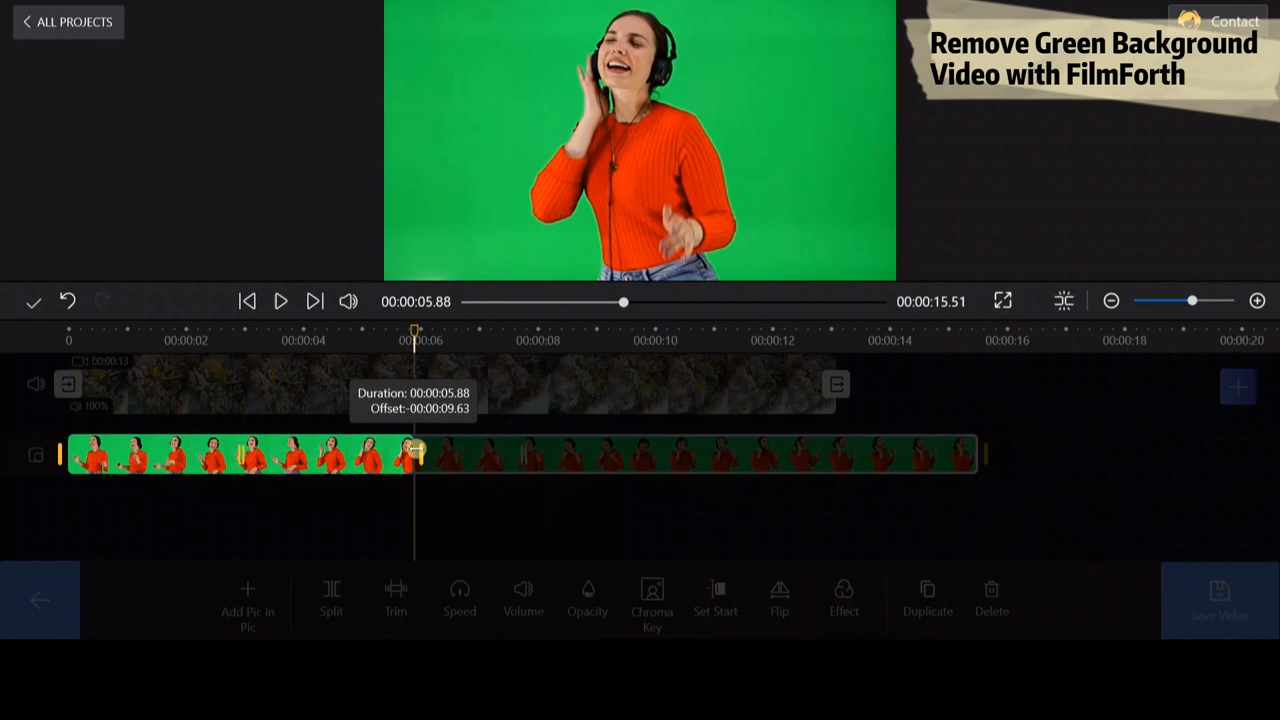 ALL PROJECTS
Contact
Remove Green Background
Video with FilmForth
00:00:05.88
00:00:15.51
0
00:00:02
00:00:04
00:00:06
00:00:08
00:00:10
00:00:12
00:00:14
00:00:16
00:00:18
00:00:20
00:00:13
100%
Duration: 00:00:05.88
Offset:-00:00:09.63
Add Pic in
Pic
Split
Trim
Speed
Volume
Opacity
Chroma
Key
Set Start
Flip
Effect
Duplicate
Delete
Save Video